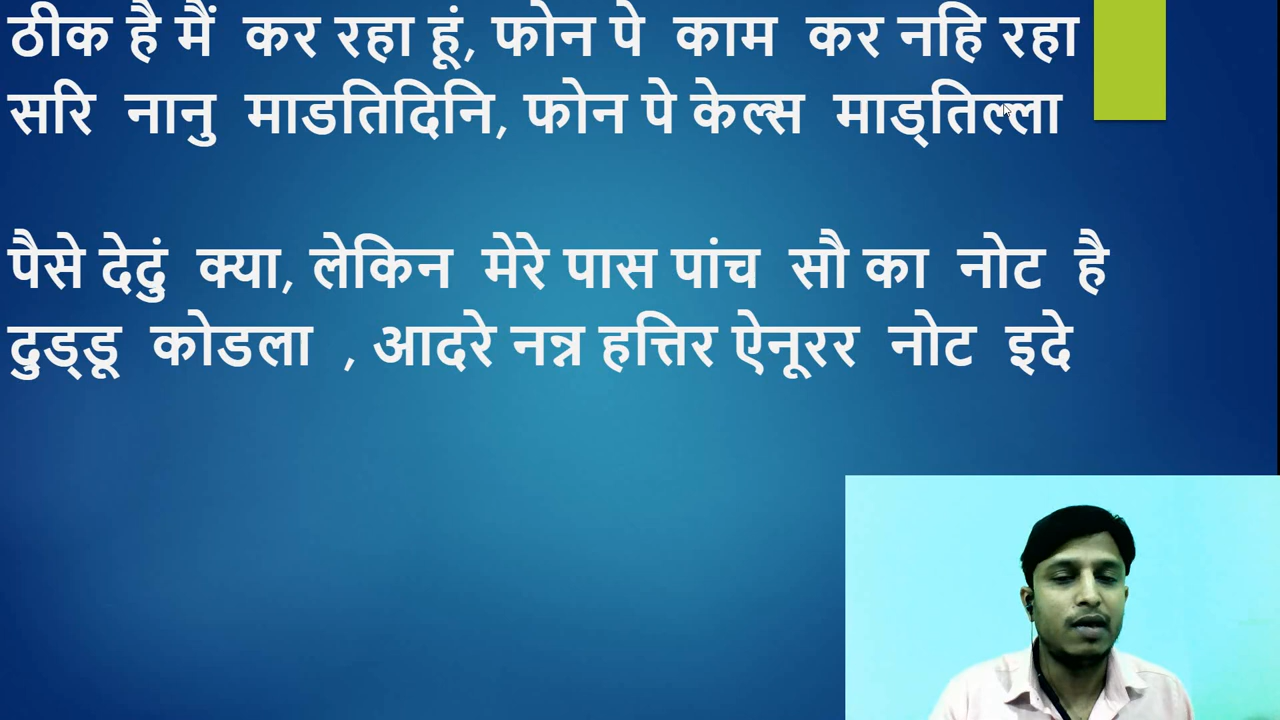 ठीक है मैं कर रहा हूं, फोन पे काम कर नहि रहा
सरि नानु माडतिदिनि, फोन पे केल्स माड्तिल्ला
पैसे देदुं क्या, लेकिन मेरे पास पांच सौ का नोट है
दुड्डू कोडला , आदरे नन्न हत्तिर ऐनूरर नोट इदे